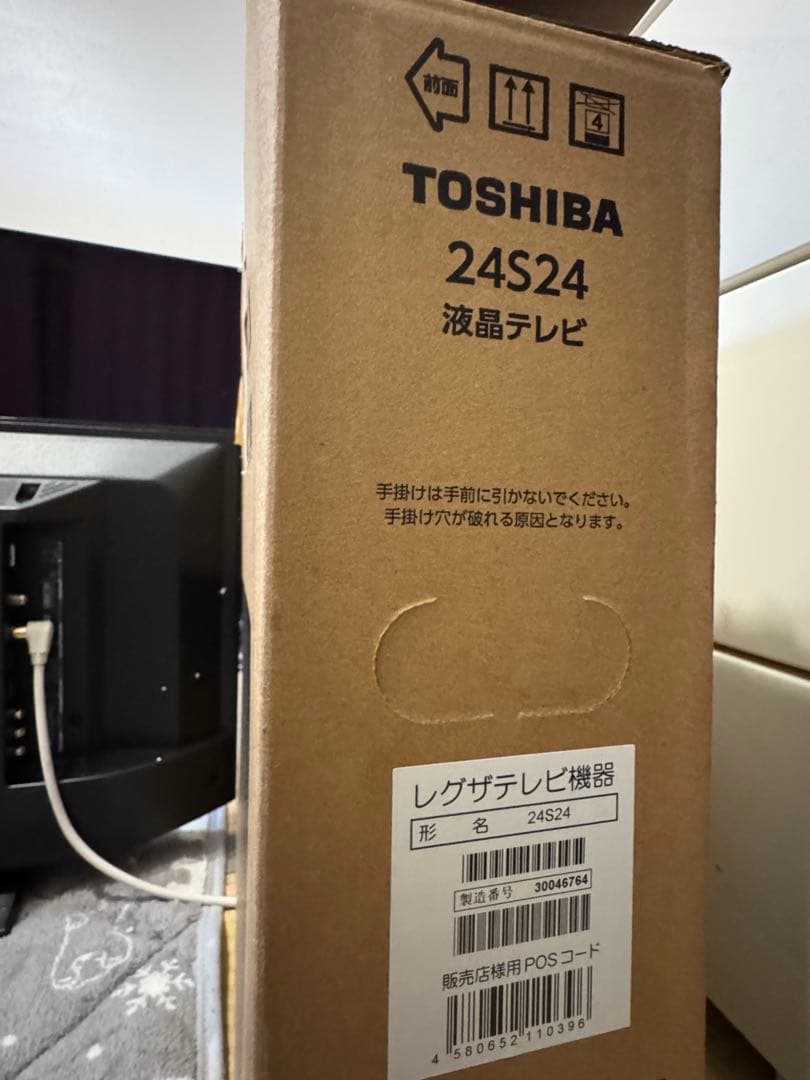 前面
4
TOSHIBA
24S24
液晶テレビ
手掛けは手前に引かないでください。
手掛け穴が破れる原因となります。
レグザテレビ機器
形 名 24S24
製造番号 30046764
販売店様用POSコード
4 580652 110396